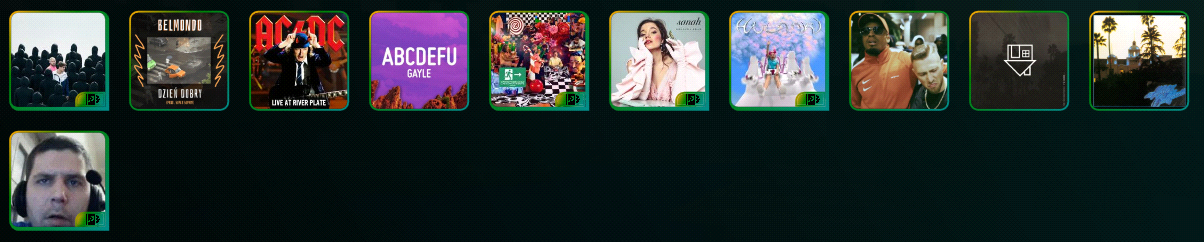 BELMONDO
DZIEŃ DOBRY
AC/DC
LIVE AT RIVER PLATE
ABCDEFU
GAYLE
sanah